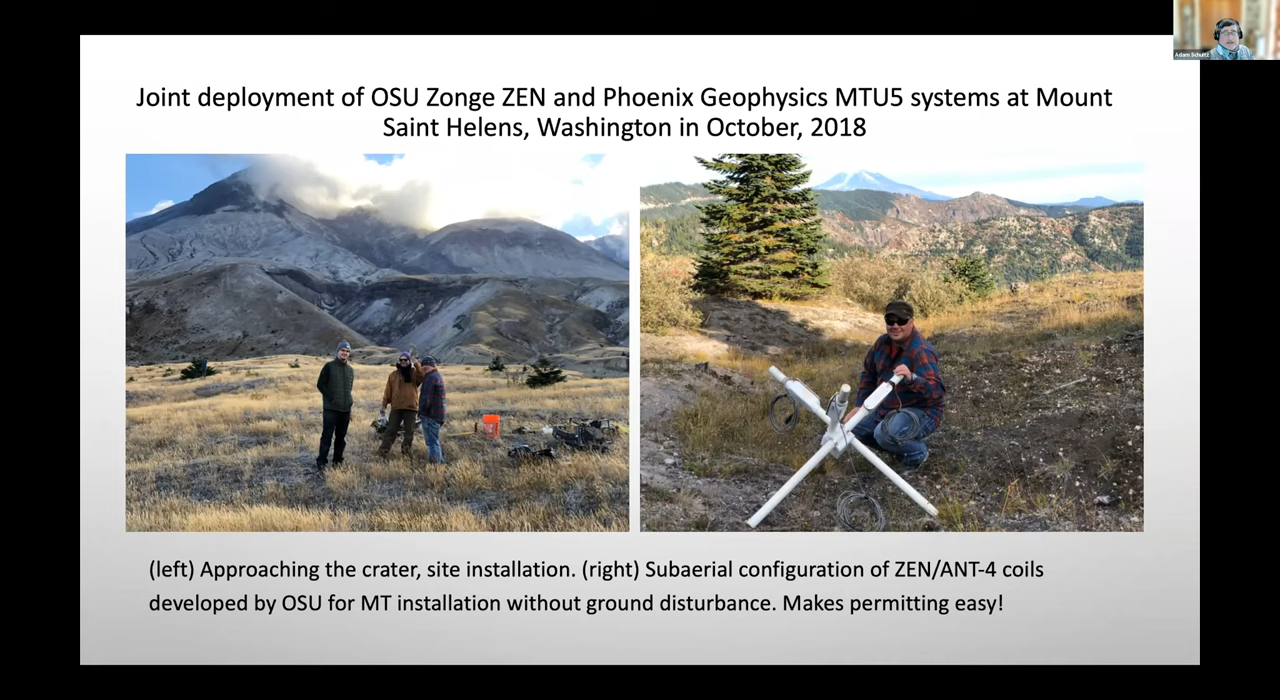 Adam Schultz
Joint deployment of OSU Zonge ZEN and Phoenix Geophysics MTU5 systems at Mount
Saint Helens, Washington in October, 2018
(left) Approaching the crater, site installation. (right) Subaerial configuration of ZEN/ANT-4 coils
developed by OSU for MT installation without ground disturbance. Makes permitting easy!